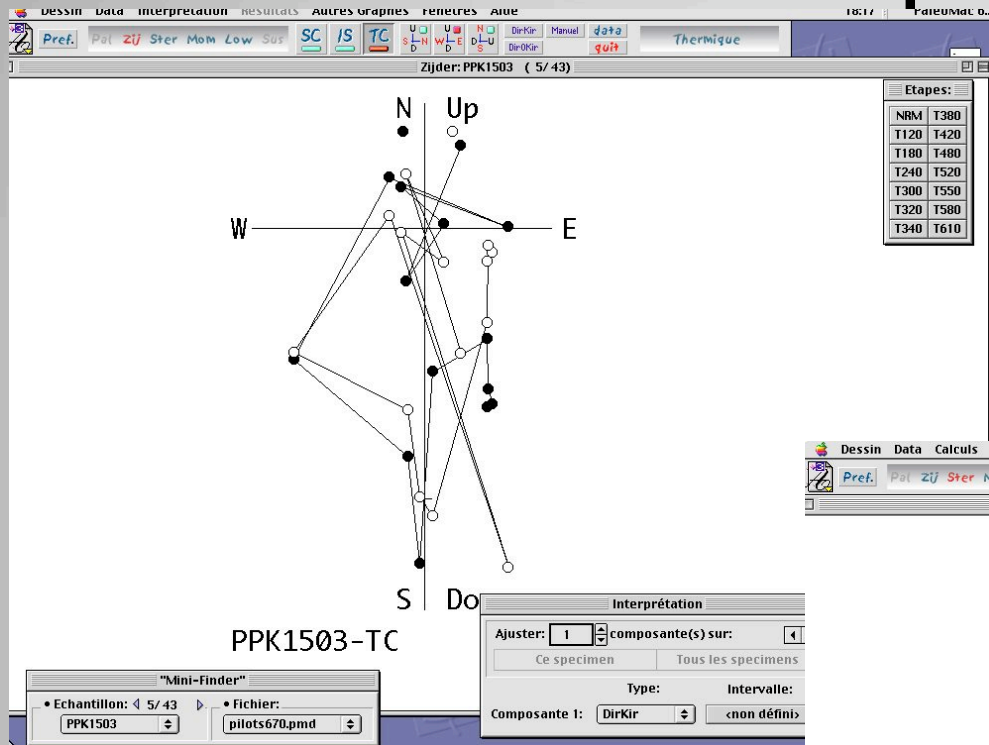 Dessin Data Interprétation Résultats Autres Graphes Fenêtres Aide 18:17
Pref. Pal Zij Ster Mom Low Sus SC IS TC DirKir Manuel data Thermique
DirOKir quit
Zijder: PPK1503 ( 5/ 43)
Etapes:
NRM T380
T120 T420
T180 T480
T240 T520
T300 T550
T320 T580
T340 T610
N Up
W E
S Do
PPK1503-TC
Dessin Data Calculs
Pref. Pal Zij Ster
Interprétation
Ajuster: 1 composante(s) sur:
Ce specimen Tous les specimens
Type: Intervalle:
Composante 1: DirKir <non défini>
"Mini-Finder"
• Echantillon: 5/ 43 • Fichier:
PPK1503 pilots670.pmd